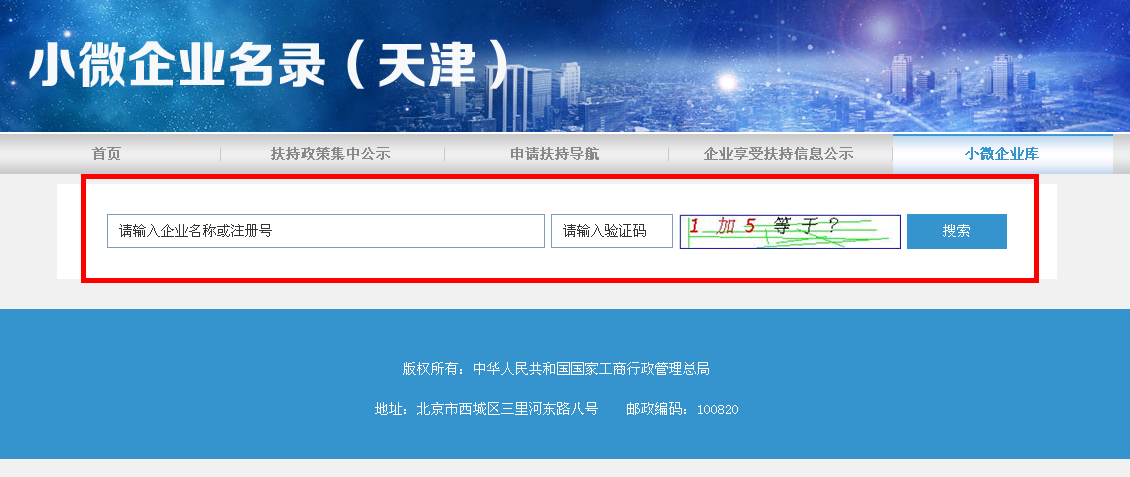 小微企业名录（天津）
首页 扶持政策集中公示 申请扶持导航 企业享受扶持信息公示 小微企业库
请输入企业名称或注册号 请输入验证码 1 加 5 等于？ 搜索
版权所有：中华人民共和国国家工商行政管理总局
地址：北京市西城区三里河东路八号 邮政编码：100820